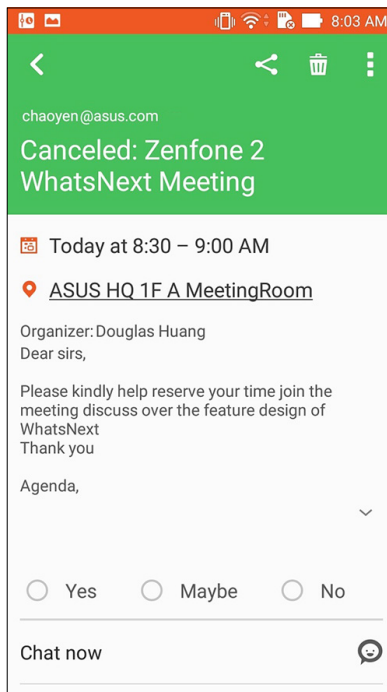 8:03 AM
chaoyen@asus.com
Canceled: Zenfone 2
WhatsNext Meeting
Today at 8:30 – 9:00 AM
ASUS HQ 1F A MeetingRoom
Organizer: Douglas Huang
Dear sirs,
Please kindly help reserve your time join the
meeting discuss over the feature design of
WhatsNext
Thank you
Agenda,
Yes Maybe No
Chat now